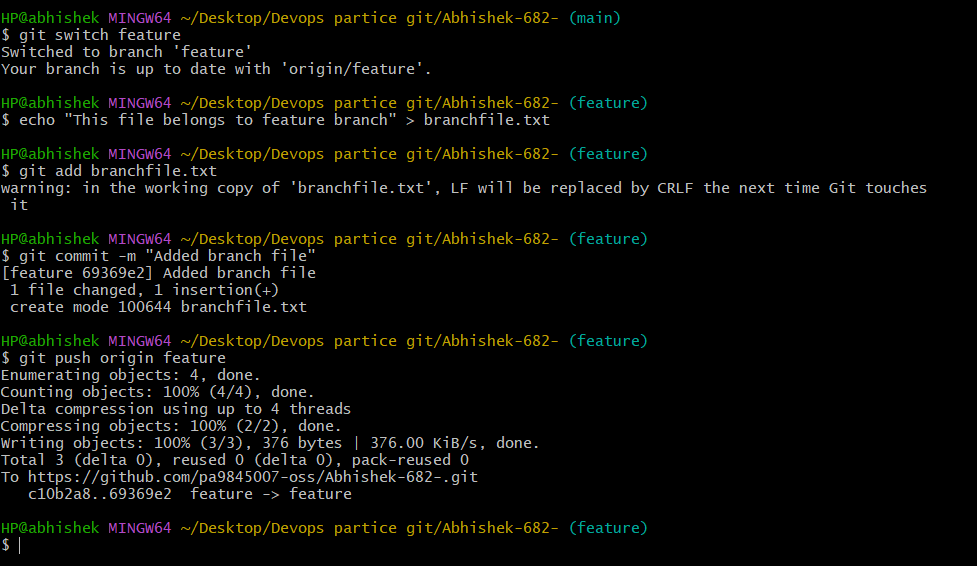 HP@abhishek MINGW64 ~/Desktop/Devops partice git/Abhishek-682- (main)
$ git switch feature
Switched to branch 'feature'
Your branch is up to date with 'origin/feature'.
HP@abhishek MINGW64 ~/Desktop/Devops partice git/Abhishek-682- (feature)
$ echo "This file belongs to feature branch" > branchfile.txt
HP@abhishek MINGW64 ~/Desktop/Devops partice git/Abhishek-682- (feature)
$ git add branchfile.txt
warning: in the working copy of 'branchfile.txt', LF will be replaced by CRLF the next time Git touches
 it
HP@abhishek MINGW64 ~/Desktop/Devops partice git/Abhishek-682- (feature)
$ git commit -m "Added branch file"
[feature 69369e2] Added branch file
 1 file changed, 1 insertion(+)
 create mode 100644 branchfile.txt
HP@abhishek MINGW64 ~/Desktop/Devops partice git/Abhishek-682- (feature)
$ git push origin feature
Enumerating objects: 4, done.
Counting objects: 100% (4/4), done.
Delta compression using up to 4 threads
Compressing objects: 100% (2/2), done.
Writing objects: 100% (3/3), 376 bytes | 376.00 KiB/s, done.
Total 3 (delta 0), reused 0 (delta 0), pack-reused 0
To https://github.com/pa9845007-oss/Abhishek-682-.git
   c10b2a8..69369e2  feature -> feature
HP@abhishek MINGW64 ~/Desktop/Devops partice git/Abhishek-682- (feature)
$